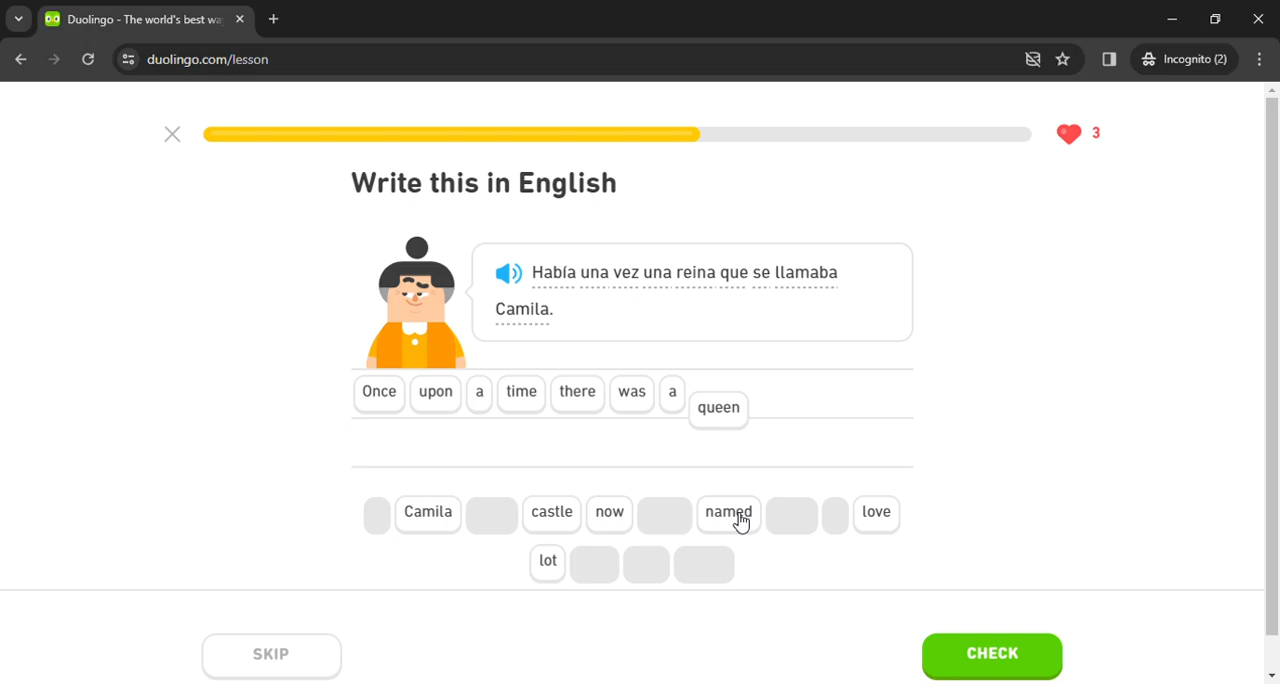 Duolingo - The world's best wa
duolingo.com/lesson
Incognito (2)
3
Write this in English
Había una vez una reina que se llamaba
Camila.
Once upon a time there was a queen
Camila castle now named love
lot
SKIP
CHECK